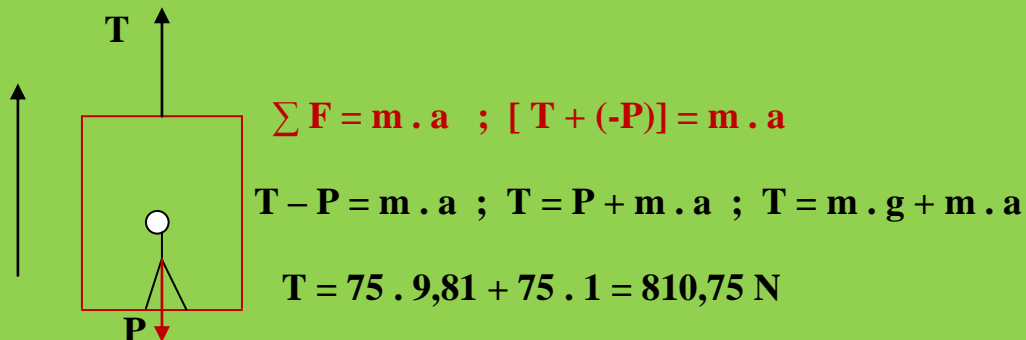 T
∑ F = m . a ; [ T + (-P)] = m . a
T – P = m . a ; T = P + m . a ; T = m . g + m . a
T = 75 . 9,81 + 75 . 1 = 810,75 N
P